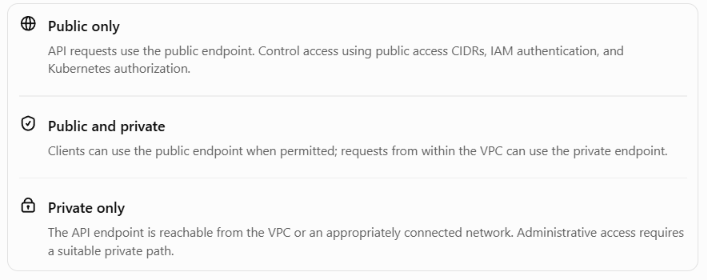 Public only
API requests use the public endpoint. Control access using public access CIDRs, IAM authentication, and
Kubernetes authorization.
Public and private
Clients can use the public endpoint when permitted; requests from within the VPC can use the private endpoint.
Private only
The API endpoint is reachable from the VPC or an appropriately connected network. Administrative access requires
a suitable private path.